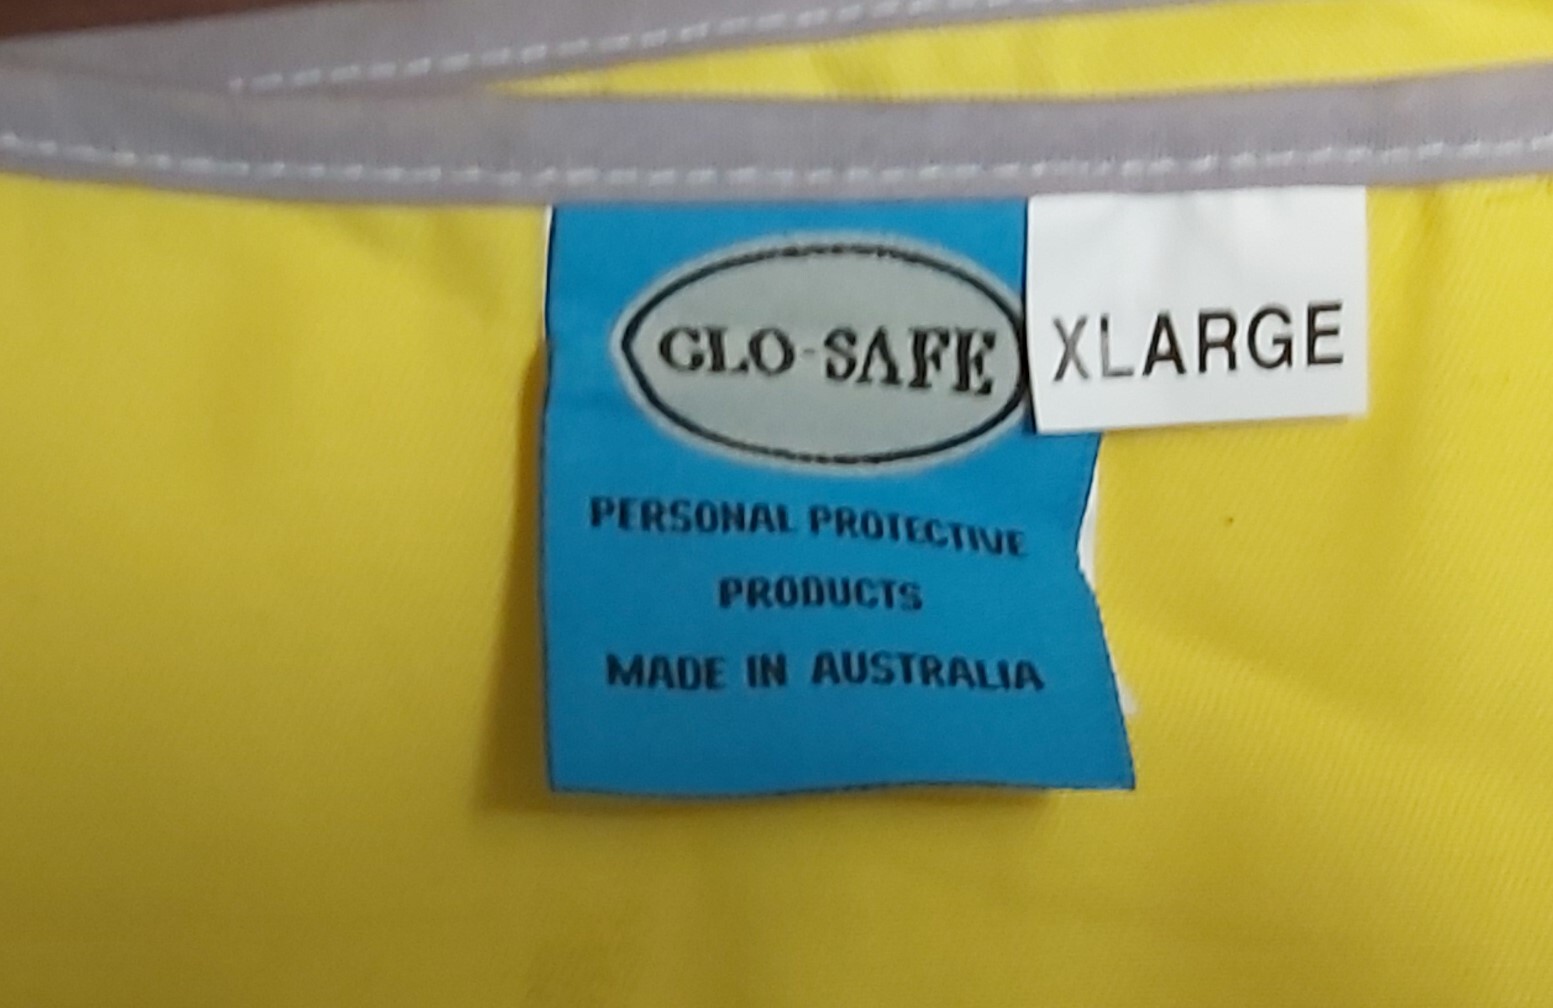 GLO-SAFE
XLARGE
PERSONAL PROTECTIVE
PRODUCTS
MADE IN AUSTRALIA